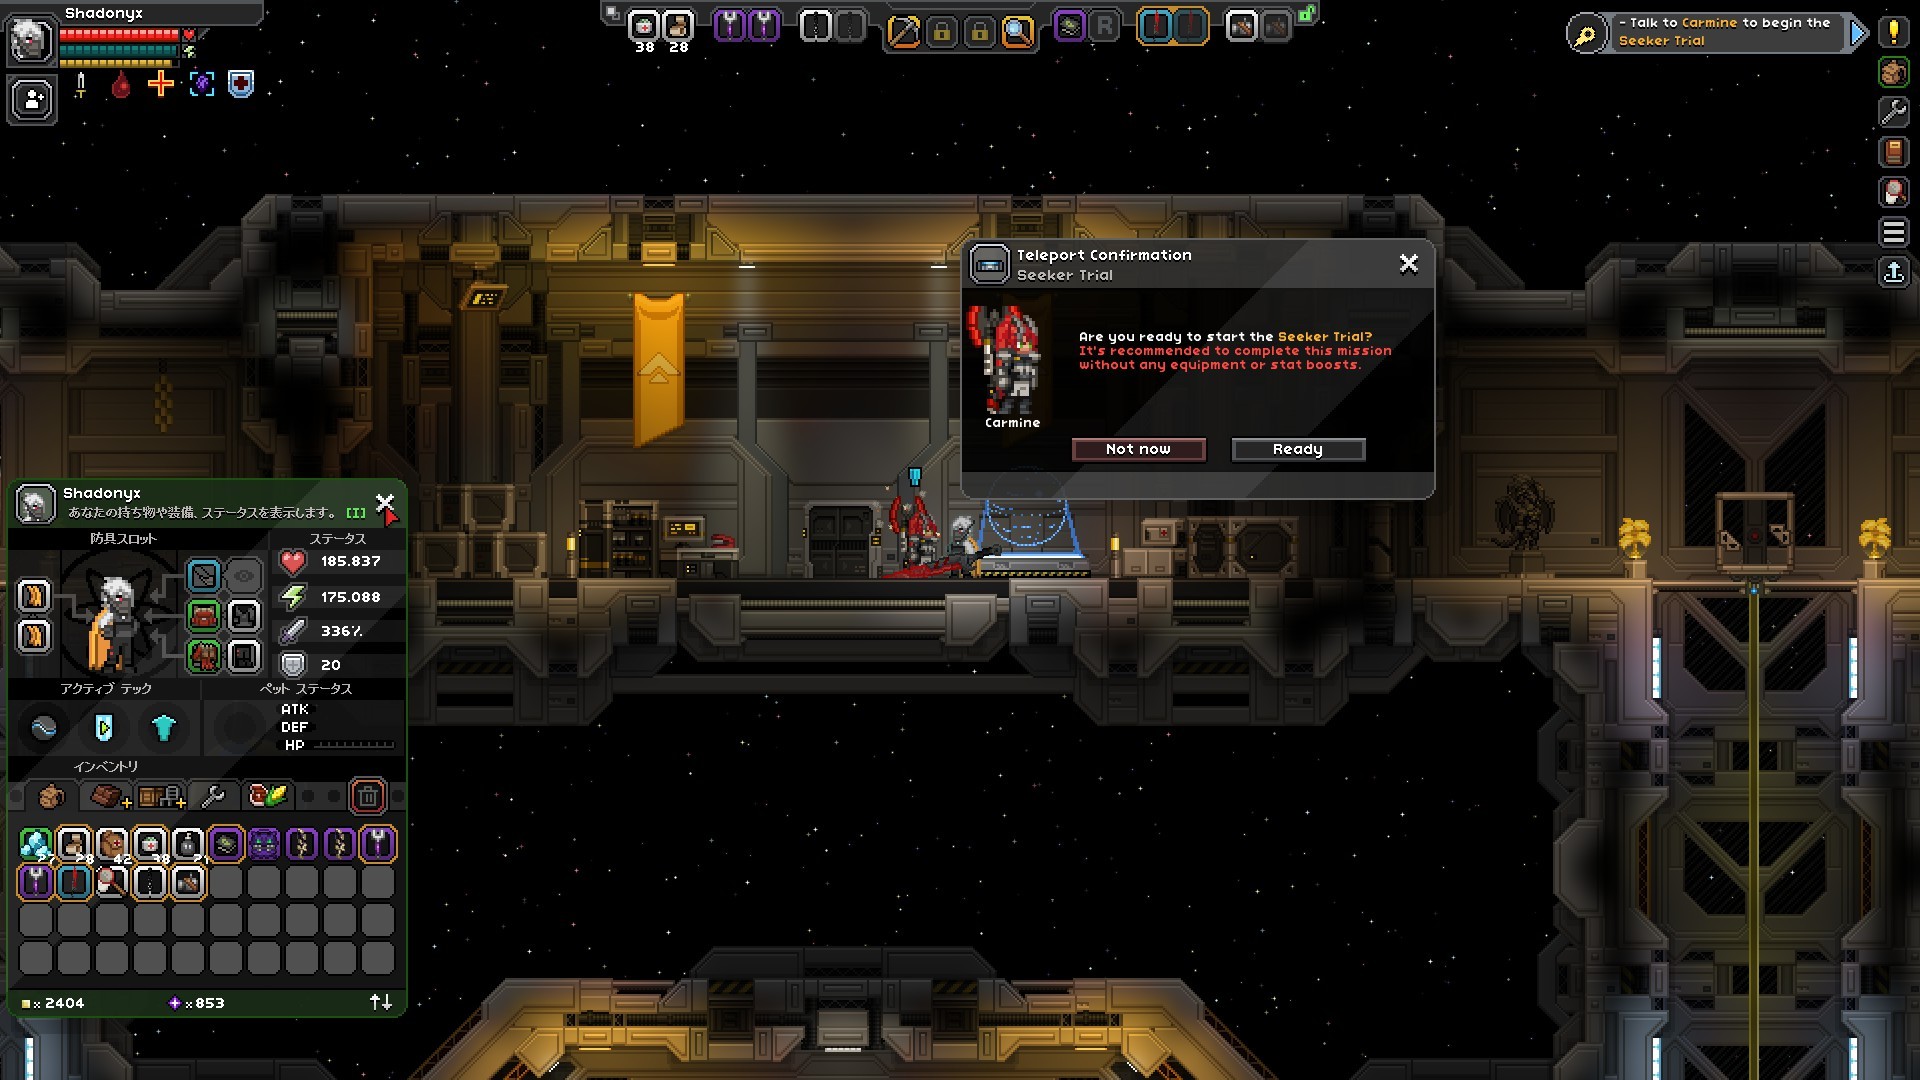 Shadonyx
38
28
R
- Talk to Carmine to begin the
Seeker Trial
Teleport Confirmation
Seeker Trial
Are you ready to start the Seeker Trial?
It's recommended to complete this mission
without any equipment or stat boosts.
Carmine
Not now
Ready
Shadonyx
あなたの持ち物や装備、ステータスを表示します。 [I]
防具スロット
ステータス
185.837
175.088
336%
20
アクティブ テック
ペット ステータス
ATK
DEF
HP
インベントリ
28
42
38
x 2404
x 853